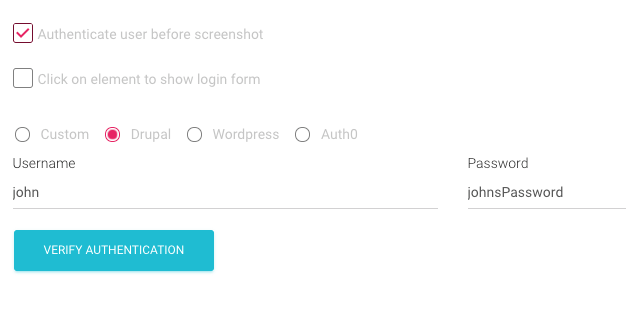 Authenticate user before screenshot
Click on element to show login form
Custom Drupal Wordpress Auth0
Username Password
john johnsPassword
VERIFY AUTHENTICATION